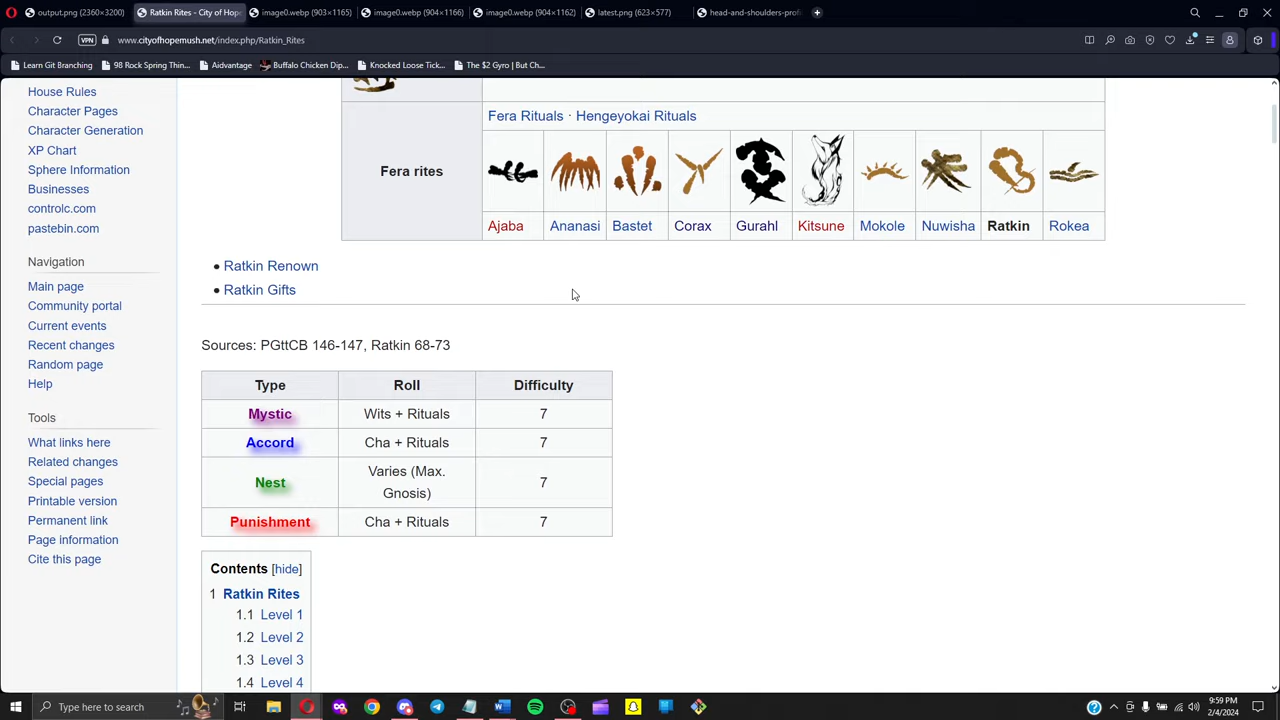 output.png (2360×3200)
Ratkin Rites - City of Hop
image0.webp (903×1165)
image0.webp (904×1166)
image0.webp (904×1162)
latest.png (623×577)
head-and-shoulders-prof
VPN
www.cityofhopemush.net/index.php/Ratkin_Rites
Learn Git Branching
98 Rock Spring Thin...
Aidvantage
Buffalo Chicken Dip...
Knocked Loose Tick...
The $2 Gyro | But Ch...
House Rules
Character Pages
Character Generation
XP Chart
Sphere Information
Businesses
controlc.com
pastebin.com
Navigation
Main page
Community portal
Current events
Recent changes
Random page
Help
Tools
What links here
Related changes
Special pages
Printable version
Permanent link
Page information
Cite this page
Fera rites
Fera Rituals · Hengeyokai Rituals
Ajaba Ananasi Bastet Corax Gurahl Kitsune Mokole Nuwisha Ratkin Rokea
• Ratkin Renown
• Ratkin Gifts
Sources: PGttCB 146-147, Ratkin 68-73
Type Roll Difficulty
Mystic Wits + Rituals 7
Accord Cha + Rituals 7
Nest Varies (Max. Gnosis) 7
Punishment Cha + Rituals 7
Contents [hide]
1 Ratkin Rites
1.1 Level 1
1.2 Level 2
1.3 Level 3
1.4 Level 4
Type here to search
9:59 PM
2/4/2024